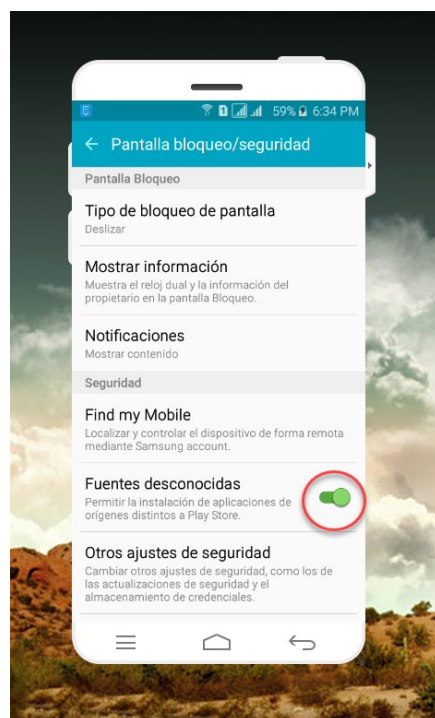 59% 6:34 PM
Pantalla bloqueo/seguridad
Pantalla Bloqueo
Tipo de bloqueo de pantalla
Deslizar
Mostrar información
Muestra el reloj dual y la información del
propietario en la pantalla Bloqueo.
Notificaciones
Mostrar contenido
Seguridad
Find my Mobile
Localizar y controlar el dispositivo de forma remota
mediante Samsung account.
Fuentes desconocidas
Permitir la instalación de aplicaciones de
orígenes distintos a Play Store.
Otros ajustes de seguridad
Cambiar otros ajustes de seguridad, como los de
las actualizaciones de seguridad y el
almacenamiento de credenciales.